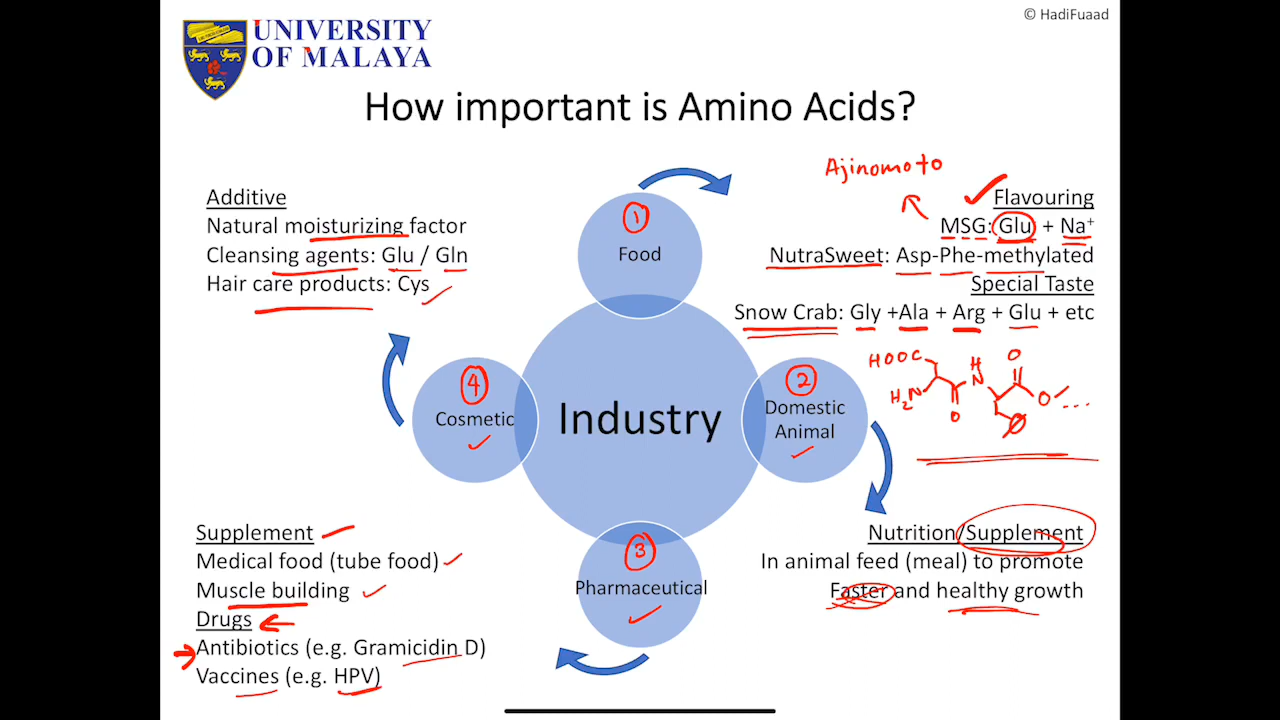 © HadiFuaad
UNIVERSITY
OF MALAYA
How important is Amino Acids?
Additive
Natural moisturizing factor
Cleansing agents: Glu / Gln
Hair care products: Cys
1
Food
Ajinomoto
Flavouring
MSG: Glu + Na+
NutraSweet: Asp-Phe-methylated
Special Taste
Snow Crab: Gly +Ala + Arg + Glu + etc
HOOC
H
N
O
H2N
O
O
...
4
Cosmetic
Industry
2
Domestic
Animal
Supplement
Medical food (tube food)
Muscle building
Drugs
Antibiotics (e.g. Gramicidin D)
Vaccines (e.g. HPV)
3
Pharmaceutical
Nutrition/Supplement
In animal feed (meal) to promote
Faster and healthy growth